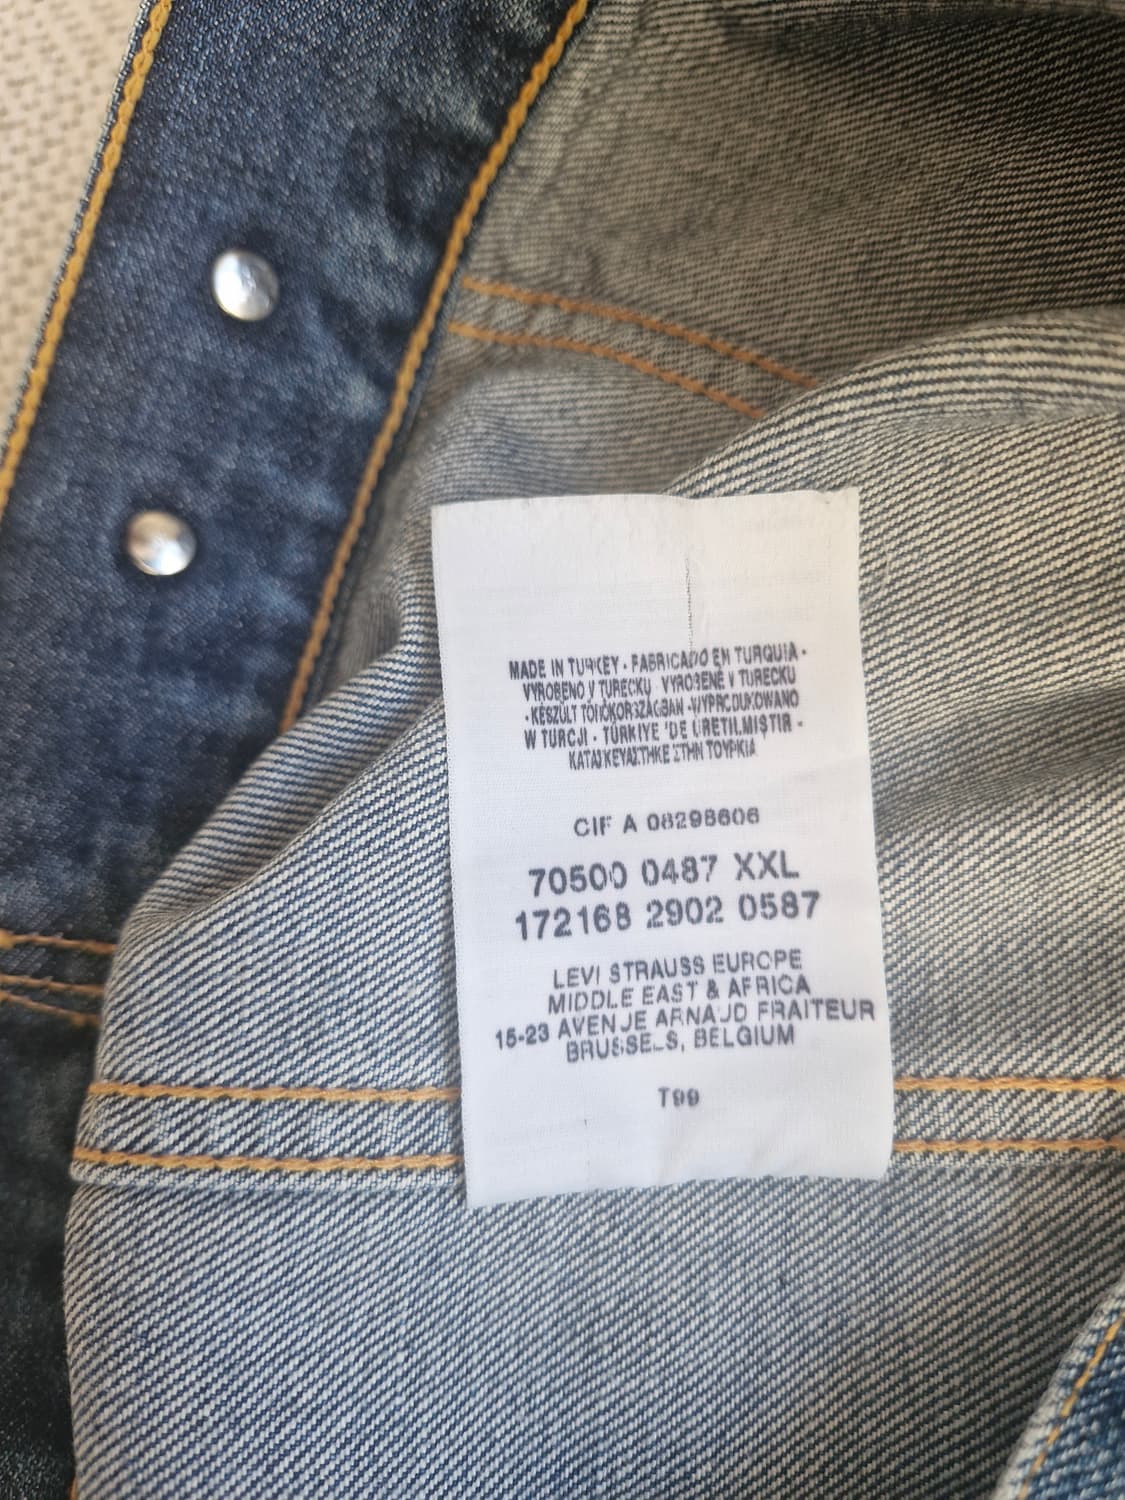 MADE IN TURKEY - FABRICADO EN TURQUIA -
VYROBENO V TURECKU VYROBENÉ V TURECKU
- KÉSZÜLT TÖRÖKORSZÁGBAN - WYPRODUKOWANO
W TURCJI - TÜRKIYE 'DE ÜRETILMIŞTIR -
ΚΑΤΑΣΚΕΥΑΣΤΗΚΕ ΣΤΗΝ ΤΟΥΡΚΙΑ
CIF A 08298606
70500 0487 XXL
172168 2902 0587
LEVI STRAUSS EUROPE
MIDDLE EAST & AFRICA
15-23 AVENUE ARNAUD FRAITEUR
BRUSSELS, BELGIUM
T99